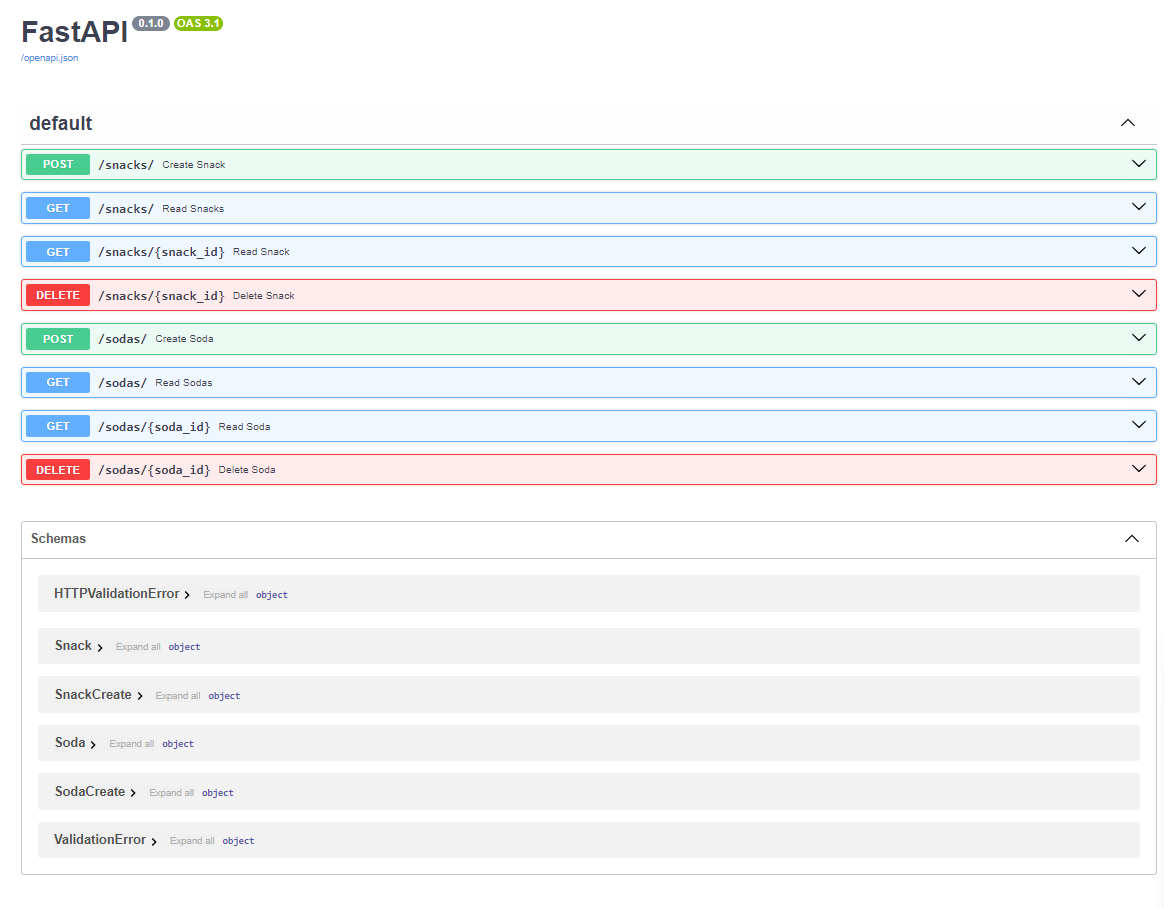 FastAPI 0.1.0 OAS 3.1
/openapi.json
default
POST /snacks/ Create Snack
GET /snacks/ Read Snacks
GET /snacks/{snack_id} Read Snack
DELETE /snacks/{snack_id} Delete Snack
POST /sodas/ Create Soda
GET /sodas/ Read Sodas
GET /sodas/{soda_id} Read Soda
DELETE /sodas/{soda_id} Delete Soda
Schemas
HTTPValidationError Expand all object
Snack Expand all object
SnackCreate Expand all object
Soda Expand all object
SodaCreate Expand all object
ValidationError Expand all object